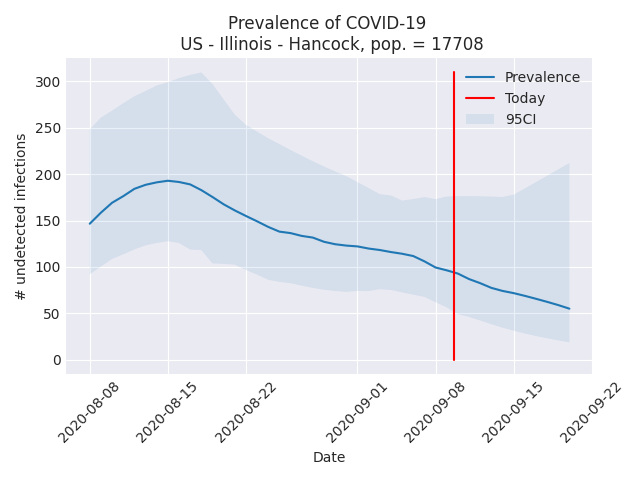 Prevalence of COVID-19
US - Illinois - Hancock, pop. = 17708
Prevalence
Today
95CI
# undetected infections
300
250
200
150
100
50
0
2020-08-08
2020-08-15
2020-08-22
2020-09-01
2020-09-08
2020-09-15
2020-09-22
Date